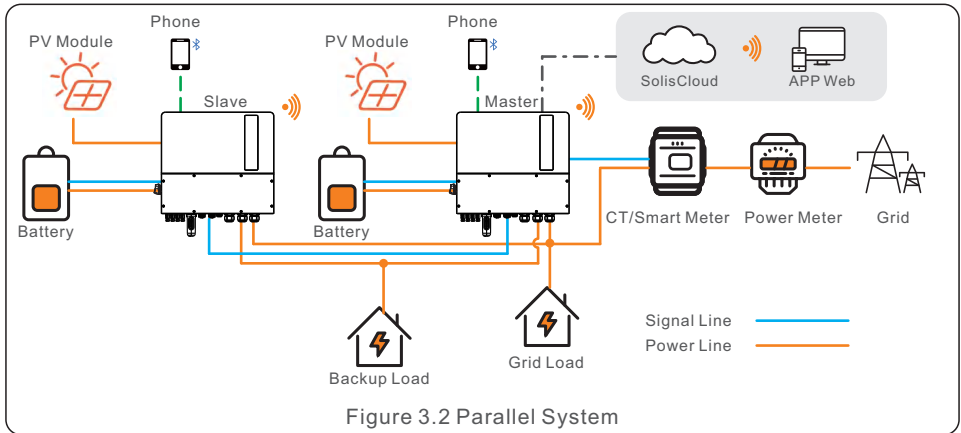 Phone
Phone
PV Module
PV Module
SolisCloud
APP Web
Slave
Master
Battery
Battery
CT/Smart Meter
Power Meter
Grid
Backup Load
Grid Load
Signal Line
Power Line
Figure 3.2 Parallel System